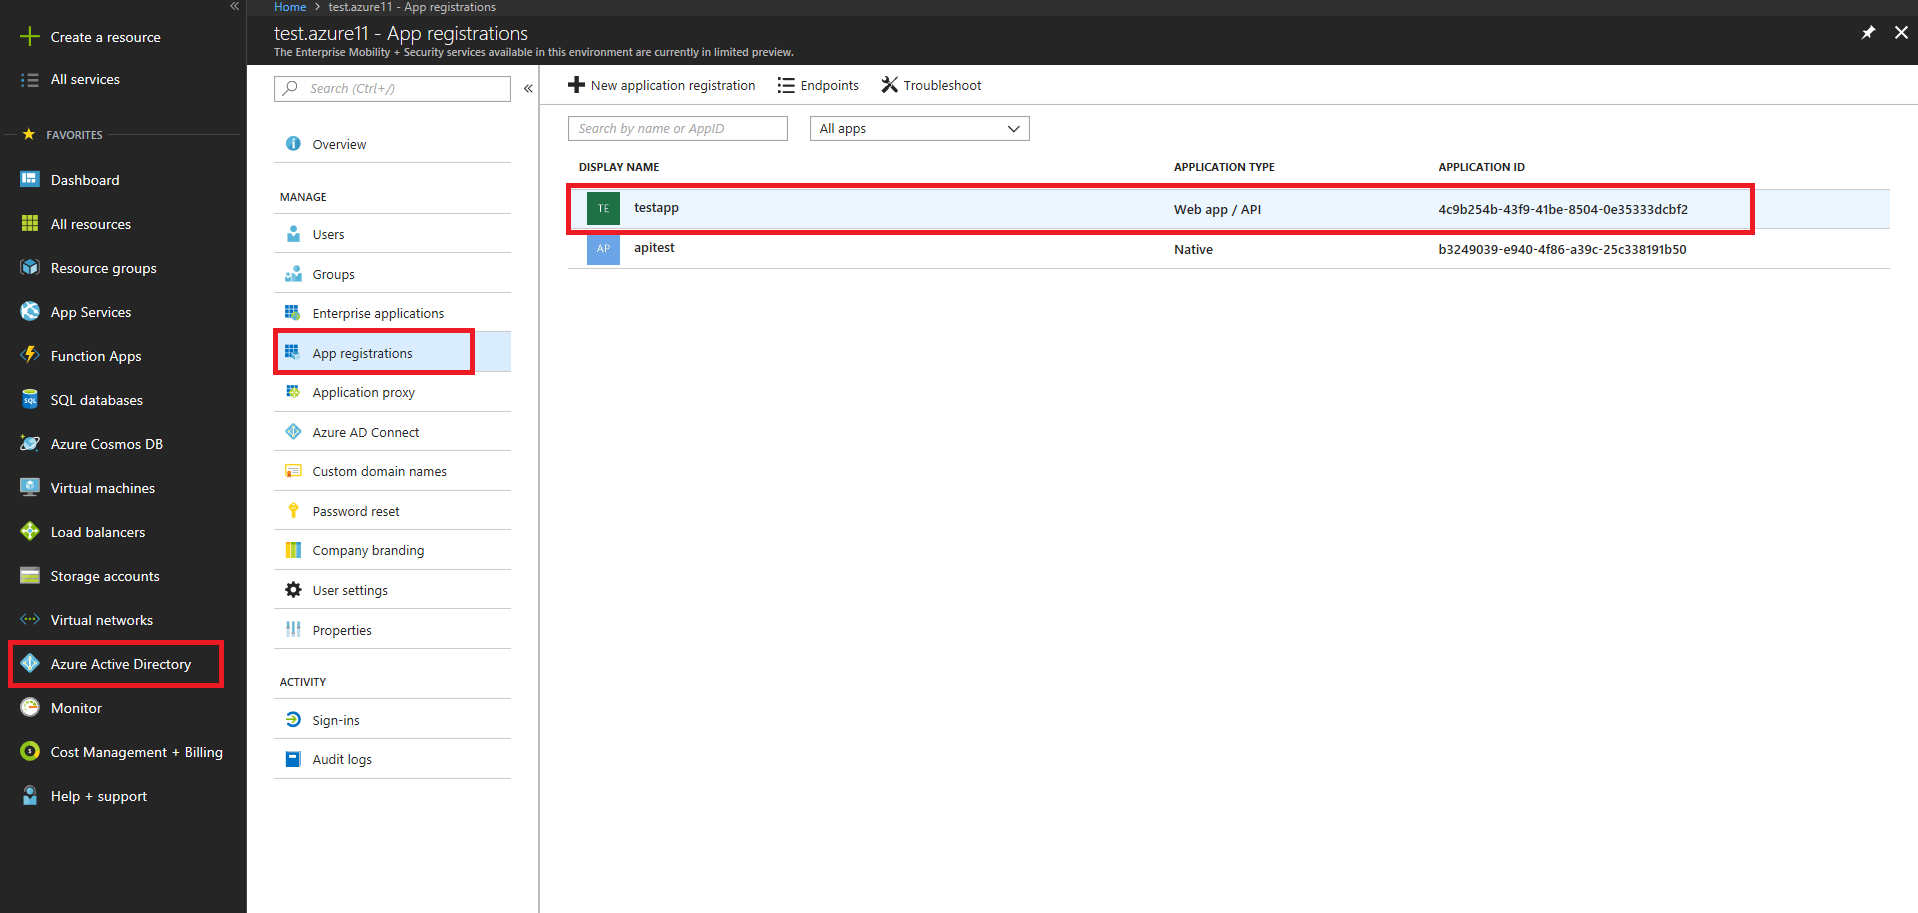 Home > test.azure11 - App registrations
test.azure11 - App registrations
The Enterprise Mobility + Security services available in this environment are currently in limited preview.
Create a resource
All services
FAVORITES
Dashboard
All resources
Resource groups
App Services
Function Apps
SQL databases
Azure Cosmos DB
Virtual machines
Load balancers
Storage accounts
Virtual networks
Azure Active Directory
Monitor
Cost Management + Billing
Help + support
Search (Ctrl+/)
Overview
MANAGE
Users
Groups
Enterprise applications
App registrations
Application proxy
Azure AD Connect
Custom domain names
Password reset
Company branding
User settings
Properties
ACTIVITY
Sign-ins
Audit logs
New application registration Endpoints Troubleshoot
Search by name or AppID All apps
DISPLAY NAME APPLICATION TYPE APPLICATION ID
TE testapp Web app / API 4c9b254b-43f9-41be-8504-0e35333dcbf2
AP apitest Native b3249039-e940-4f86-a39c-25c338191b50